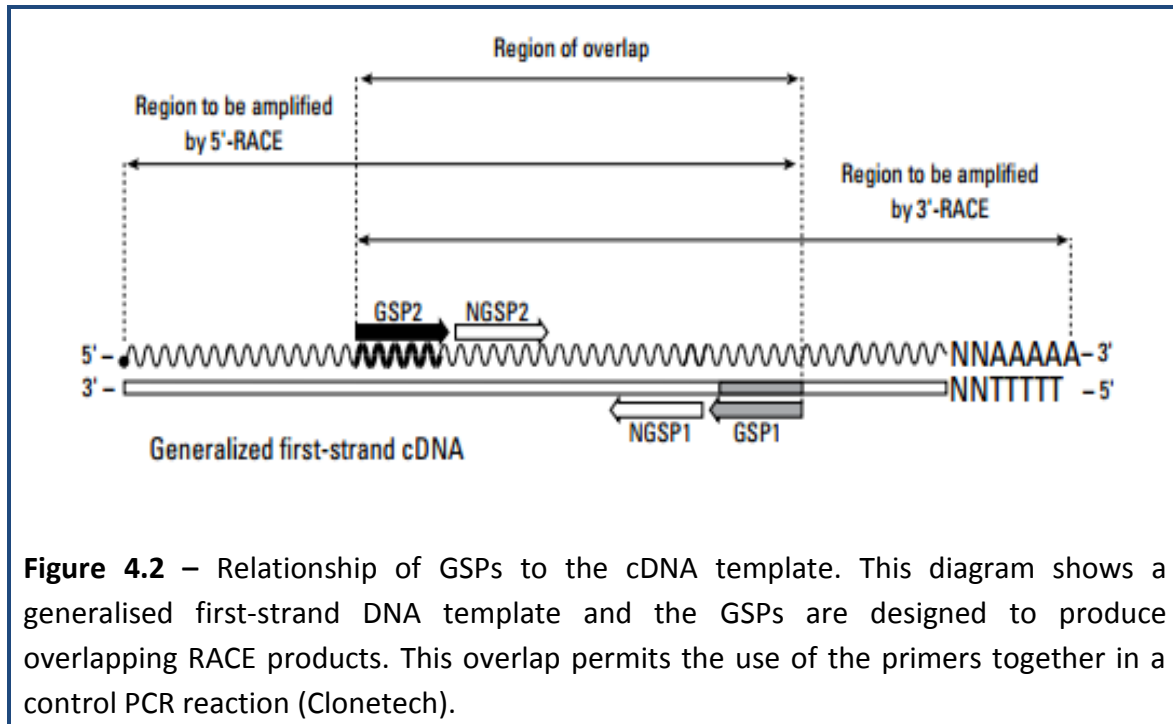 Region of overlap
Region to be amplified
by 5'-RACE
Region to be amplified
by 3'-RACE
GSP2 NGSP2
5' – NNAAAAA – 3'
3' – NNTTTTT – 5'
NGSP1 GSP1
Generalized first-strand cDNA
Figure 4.2 – Relationship of GSPs to the cDNA template. This diagram shows a
generalised first-strand DNA template and the GSPs are designed to produce
overlapping RACE products. This overlap permits the use of the primers together in a
control PCR reaction (Clonetech).